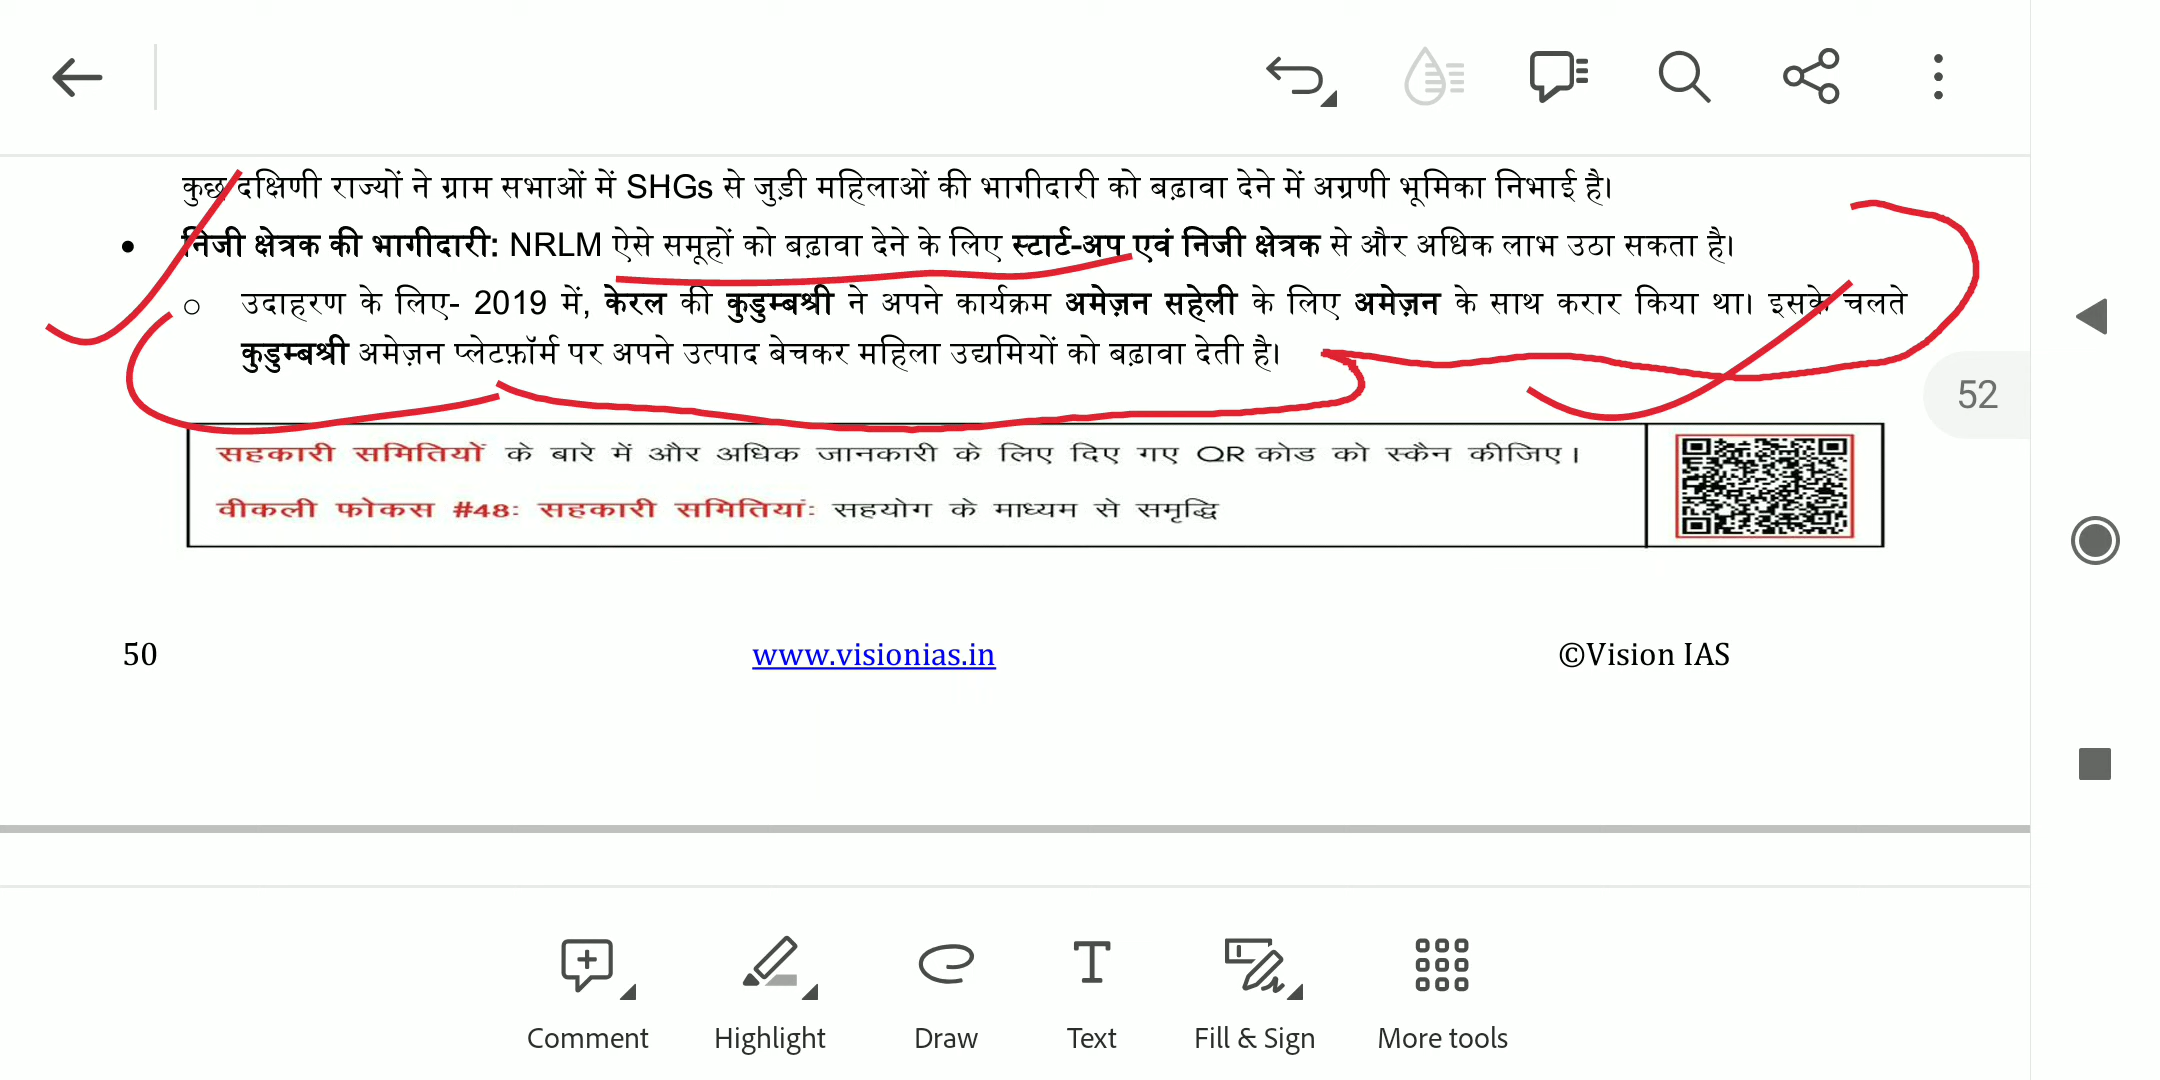 कुछ दक्षिणी राज्यों ने ग्राम सभाओं में SHGs से जुड़ी महिलाओं की भागीदारी को बढ़ावा देने में अग्रणी भूमिका निभाई है।
• निजी क्षेत्रक की भागीदारी: NRLM ऐसे समूहों को बढ़ावा देने के लिए स्टार्ट-अप एवं निजी क्षेत्रक से और अधिक लाभ उठा सकता है।
○ उदाहरण के लिए- 2019 में, केरल की कुडुम्बश्री ने अपने कार्यक्रम अमेज़न सहेली के लिए अमेज़न के साथ करार किया था। इसके चलते
कुडुम्बश्री अमेज़न प्लेटफ़ॉर्म पर अपने उत्पाद बेचकर महिला उद्यमियों को बढ़ावा देती है।
52
सहकारी समितियों के बारे में और अधिक जानकारी के लिए दिए गए QR कोड को स्कैन कीजिए।
वीकली फोकस #48: सहकारी समितियां: सहयोग के माध्यम से समृद्धि
50 www.visionias.in ©Vision IAS
Comment Highlight Draw Text Fill & Sign More tools